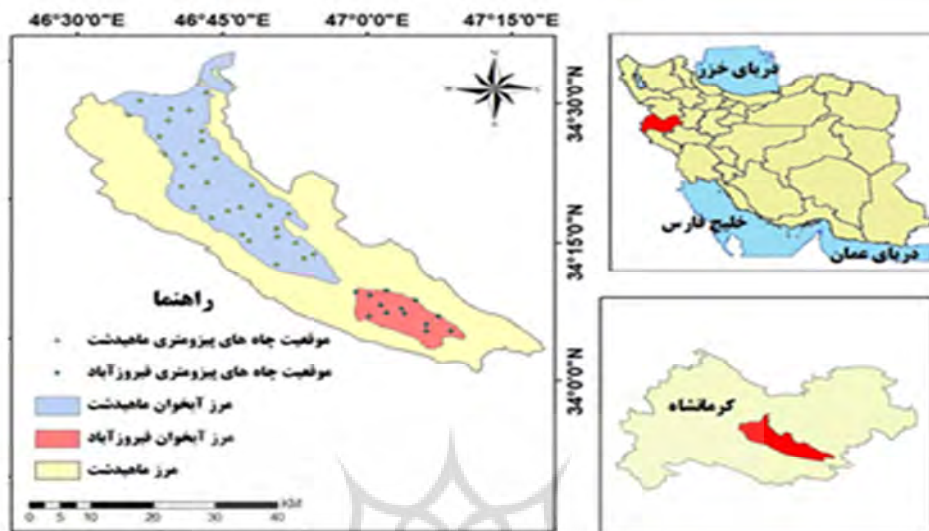 46°30'0"E 46°45'0"E 47°0'0"E 47°15'0"E
34°30'0"N
34°15'0"N
34°0'0"N
راهنما
موقعیت چاه های پیزومتری ماهیدشت
موقعیت چاه های پیزومتری فیروزآباد
مرز آبخوان ماهیدشت
مرز آبخوان فیروزآباد
مرز ماهیدشت
KM
0 5 10 20 30 40
دریای خزر
خلیج فارس
دریای عمان
کرمانشاه